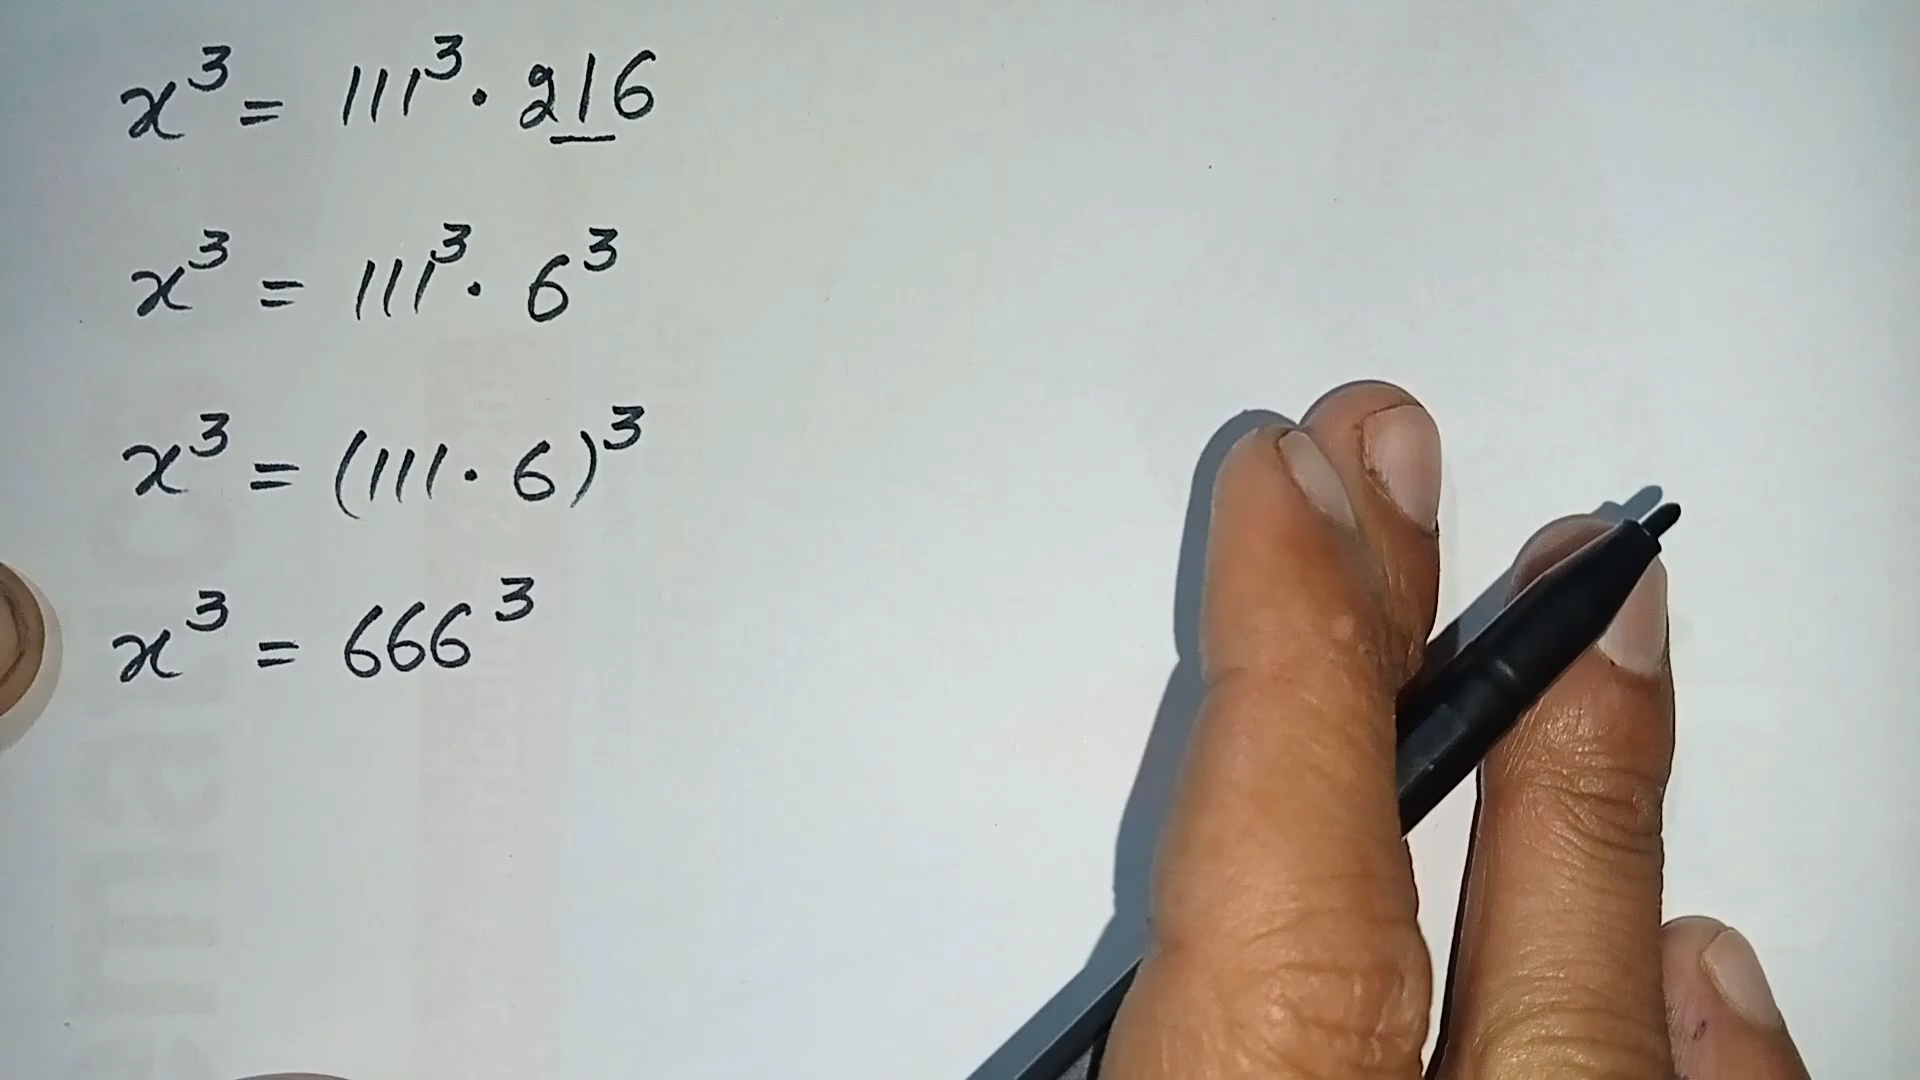 x³ = 111³ · 216
x³ = 111³ · 6³
x³ = (111 · 6)³
x³ = 666³